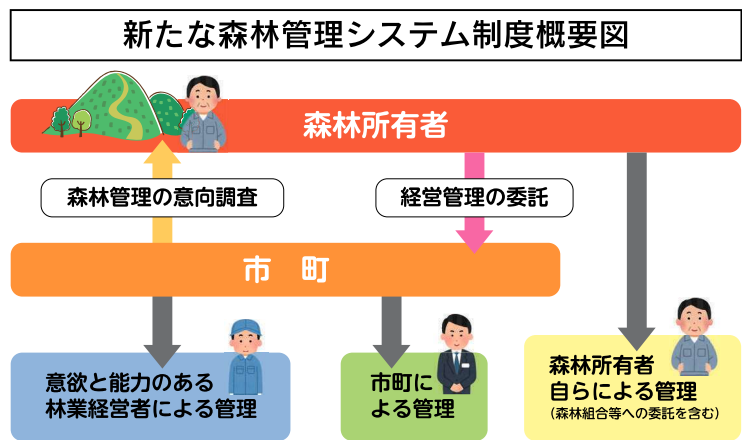 新たな森林管理システム制度概要図
森林所有者
森林管理の意向調査
経営管理の委託
市　町
意欲と能力のある
林業経営者による管理
市町に
よる管理
森林所有者
自らによる管理
（森林組合等への委託を含む）